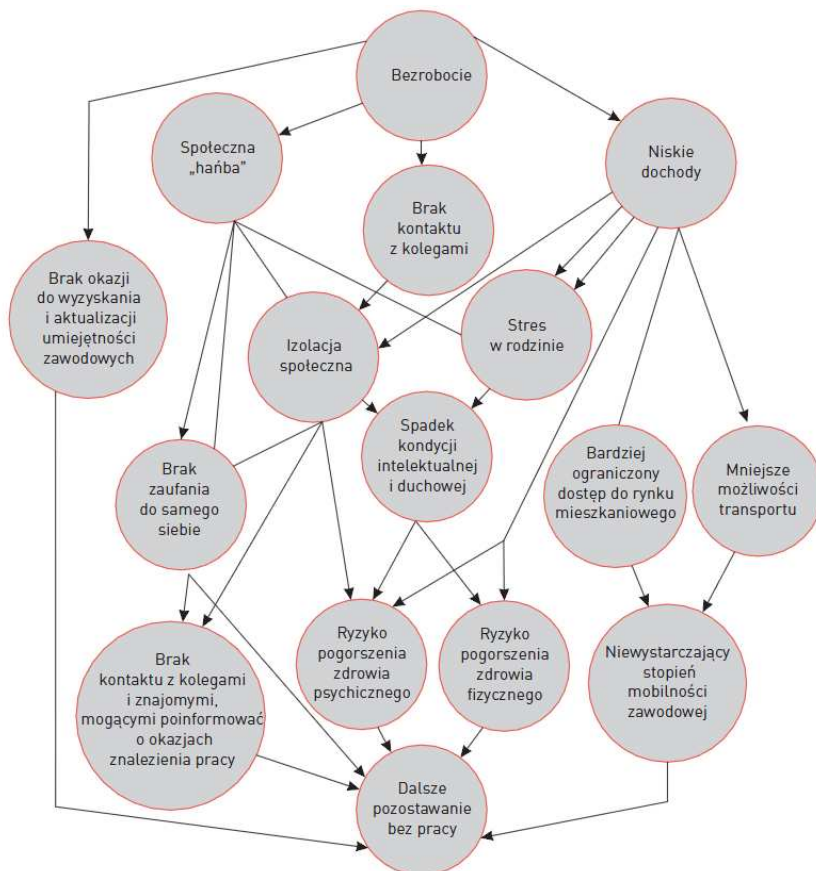 Bezrobocie
Społeczna
„hańba”
Niskie
dochody
Brak
kontaktu
z kolegami
Brak okazji
do wyzyskania
i aktualizacji
umiejętności
zawodowych
Izolacja
społeczna
Stres
w rodzinie
Spadek
kondycji
intelektualnej
i duchowej
Brak
zaufania
do samego
siebie
Bardziej
ograniczony
dostęp do rynku
mieszkaniowego
Mniejsze
możliwości
transportu
Brak
kontaktu z kolegami
i znajomymi,
mogącymi poinformować
o okazjach
znalezienia pracy
Ryzyko
pogorszenia
zdrowia
psychicznego
Ryzyko
pogorszenia
zdrowia
fizycznego
Niewystarczający
stopień
mobilności
zawodowej
Dalsze
pozostawanie
bez pracy